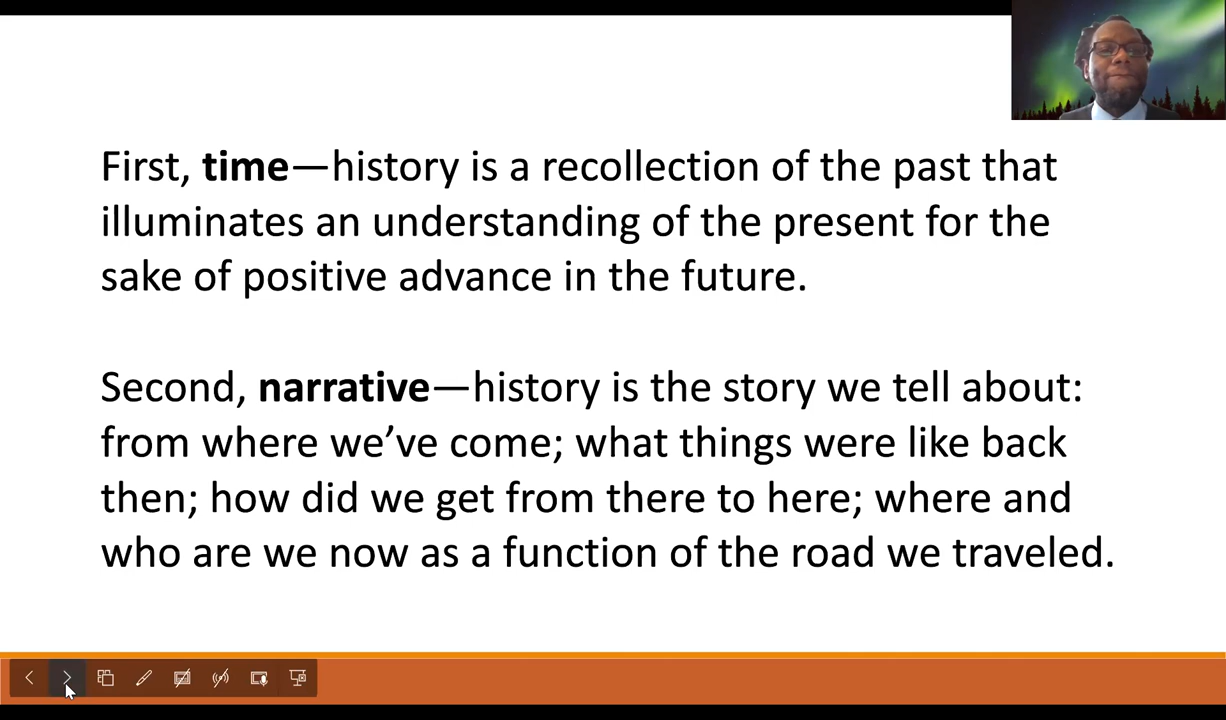 First, time—history is a recollection of the past that
illuminates an understanding of the present for the
sake of positive advance in the future.
Second, narrative—history is the story we tell about:
from where we’ve come; what things were like back
then; how did we get from there to here; where and
who are we now as a function of the road we traveled.